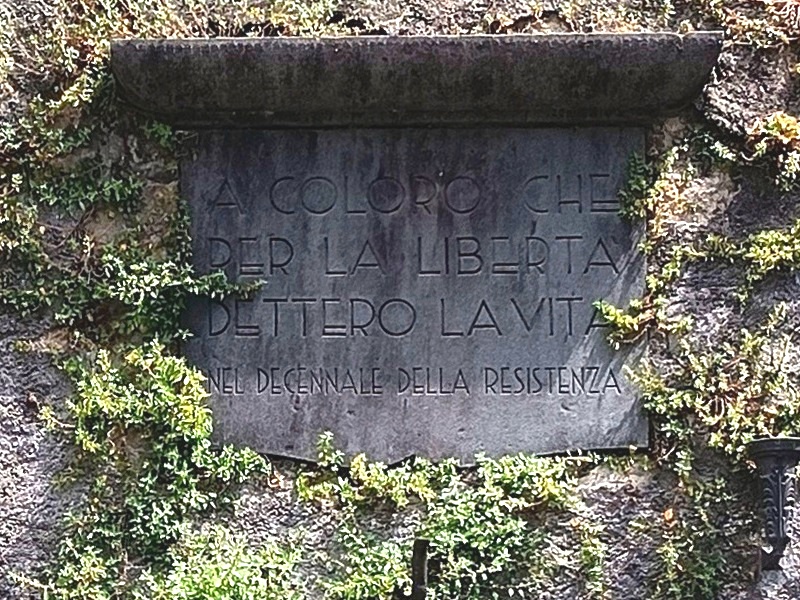 A COLORO CHE
PER LA LIBERTA'
DETTERO LA VITA
NEL DECENNALE DELLA RESISTENZA